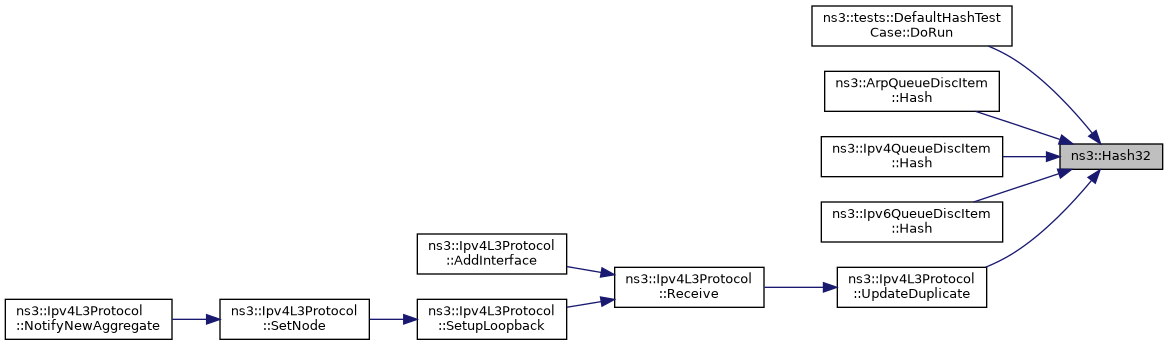 ns3::tests::DefaultHashTest
Case::DoRun
ns3::ArpQueueDiscItem
::Hash
ns3::Ipv4QueueDiscItem
::Hash
ns3::Hash32
ns3::Ipv6QueueDiscItem
::Hash
ns3::Ipv4L3Protocol
::AddInterface
ns3::Ipv4L3Protocol
::Receive
ns3::Ipv4L3Protocol
::UpdateDuplicate
ns3::Ipv4L3Protocol
::NotifyNewAggregate
ns3::Ipv4L3Protocol
::SetNode
ns3::Ipv4L3Protocol
::SetupLoopback